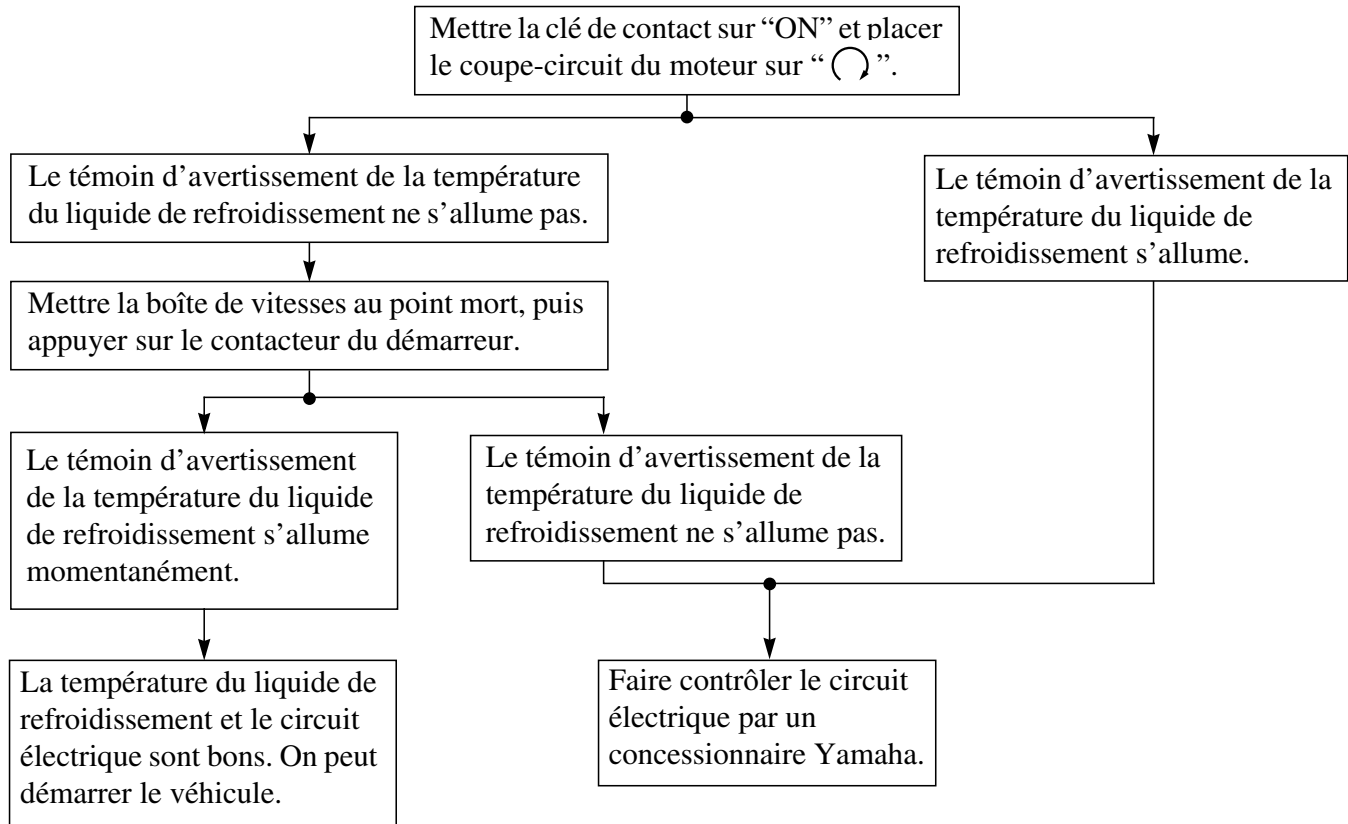 Mettre la clé de contact sur “ON” et placer
le coupe-circuit du moteur sur “ ”.
Le témoin d’avertissement de la température
du liquide de refroidissement ne s’allume pas.
Le témoin d’avertissement de la
température du liquide de
refroidissement s’allume.
Mettre la boîte de vitesses au point mort, puis
appuyer sur le contacteur du démarreur.
Le témoin d’avertissement
de la température du liquide
de refroidissement s’allume
momentanément.
Le témoin d’avertissement de la
température du liquide de
refroidissement ne s’allume pas.
La température du liquide de
refroidissement et le circuit
électrique sont bons. On peut
démarrer le véhicule.
Faire contrôler le circuit
électrique par un
concessionnaire Yamaha.